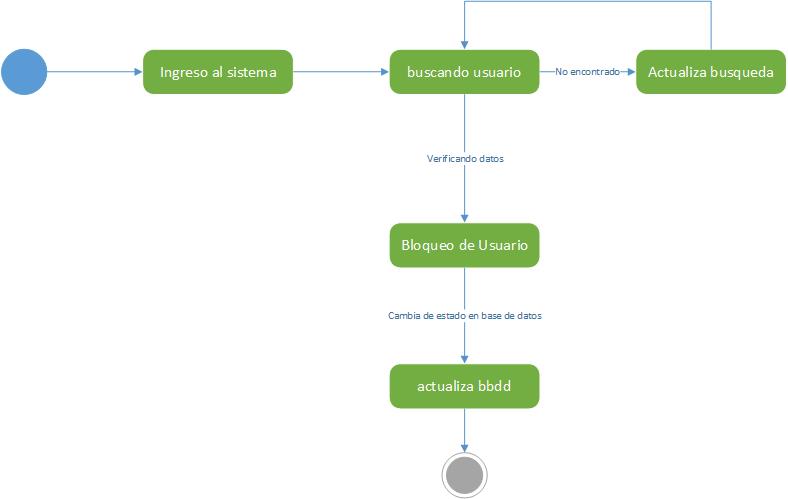 Ingreso al sistema
buscando usuario
No encontrado
Actualiza busqueda
Verificando datos
Bloqueo de Usuario
Cambia de estado en base de datos
actualiza bbdd